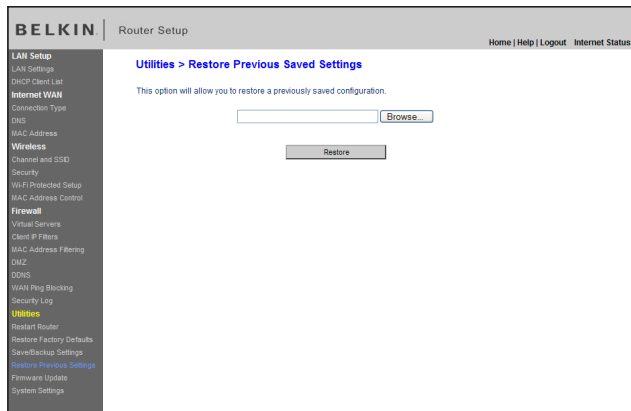 BELKIN.
Router Setup
Home | Help | Logout Internet Status
LAN Setup
LAN Settings
DHCP Client List
Internet WAN
Connection Type
DNS
MAC Address
Wireless
Channel and SSID
Security
Wi-Fi Protected Setup
MAC Address Control
Firewall
Virtual Servers
Client IP Filters
MAC Address Filtering
DMZ
DDNS
WAN Ping Blocking
Security Log
Utilities
Restart Router
Restore Factory Defaults
Save/Backup Settings
Restore Previous Settings
Firmware Update
System Settings
Utilities > Restore Previous Saved Settings
This option will allow you to restore a previously saved configuration.
Browse...
Restore